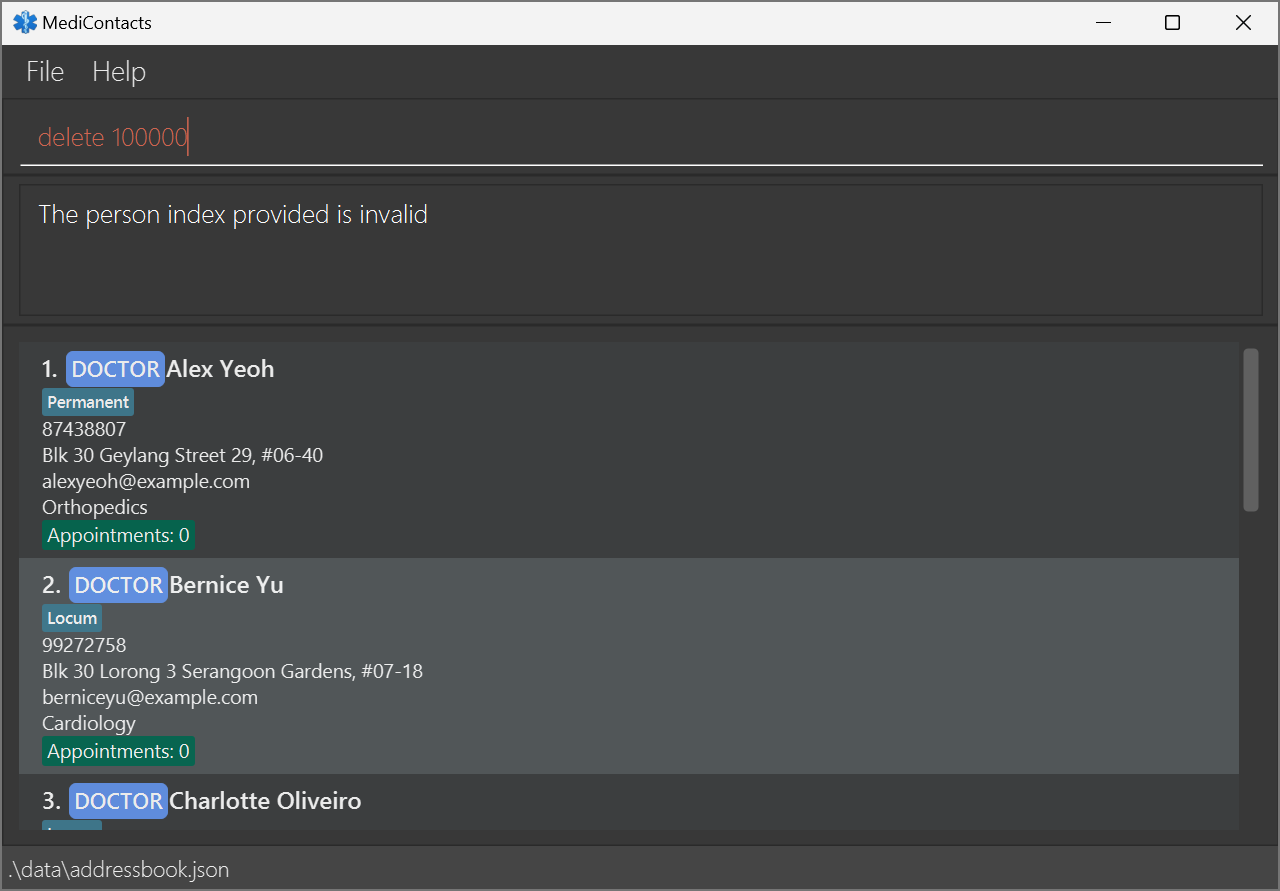 MediContacts
File Help
delete 100000
The person index provided is invalid
1. DOCTOR Alex Yeoh
Permanent
87438807
Blk 30 Geylang Street 29, #06-40
alexyeoh@example.com
Orthopedics
Appointments: 0
2. DOCTOR Bernice Yu
Locum
99272758
Blk 30 Lorong 3 Serangoon Gardens, #07-18
berniceyu@example.com
Cardiology
Appointments: 0
3. DOCTOR Charlotte Oliveiro
.\data\addressbook.json